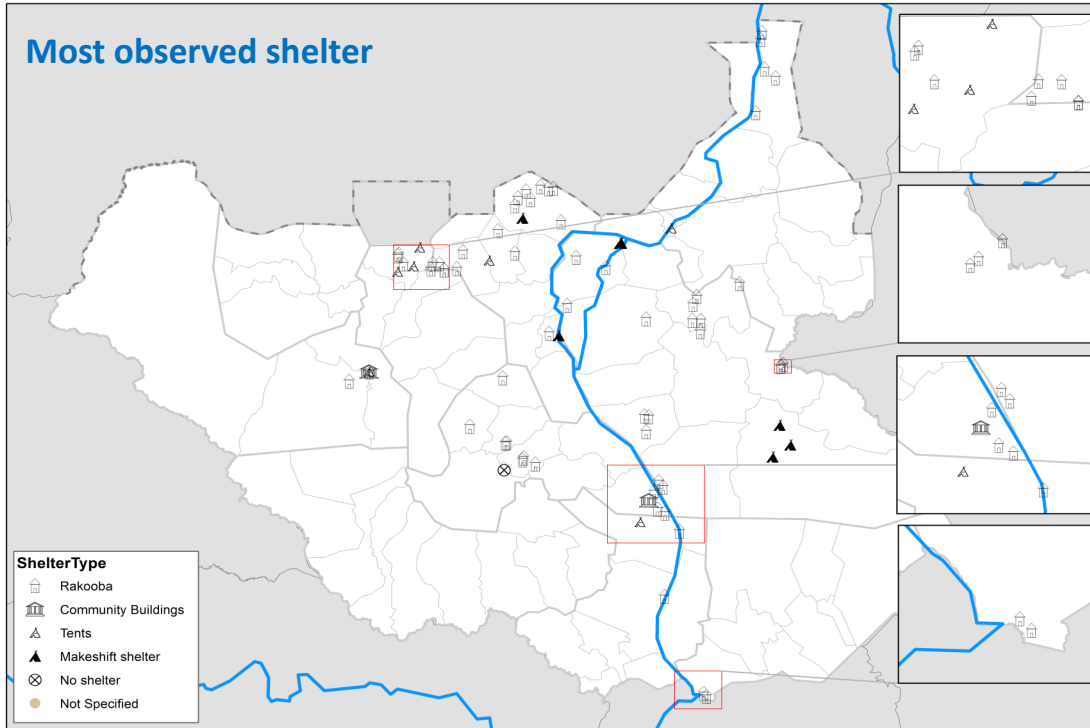 Most observed shelter
ShelterType
Rakooba
Community Buildings
Tents
Makeshift shelter
No shelter
Not Specified